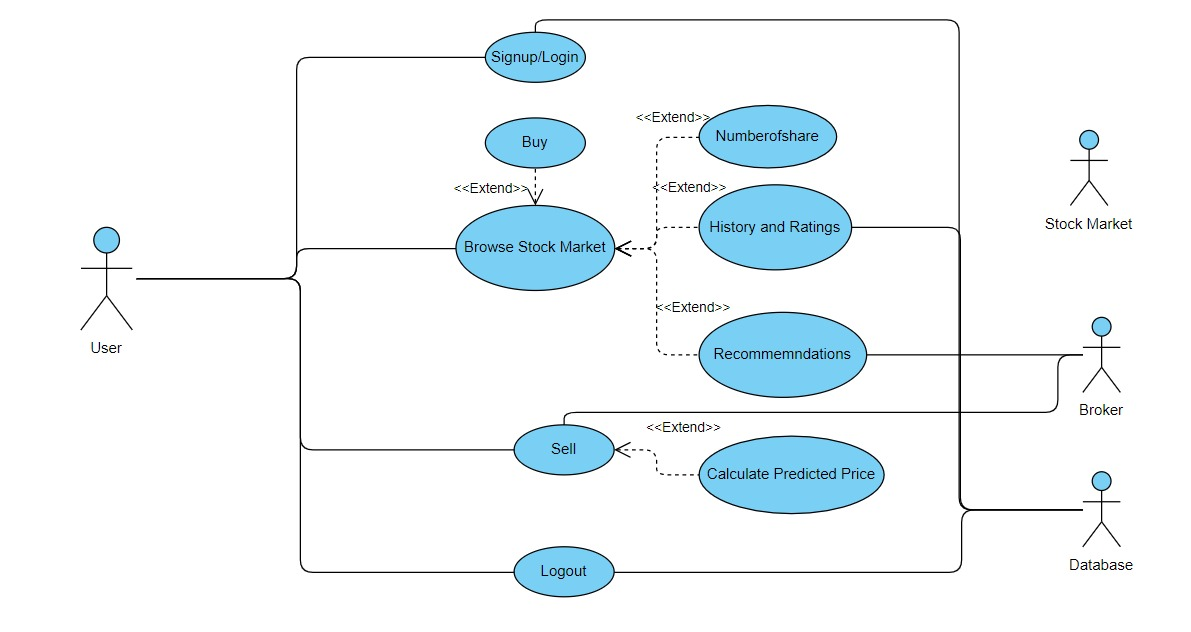 Signup/Login
<<Extend>>
Numberofshare
Buy
<<Extend>>
<<Extend>>
Stock Market
History and Ratings
Browse Stock Market
<<Extend>>
User
Recommemndations
Broker
<<Extend>>
Sell
Calculate Predicted Price
Database
Logout